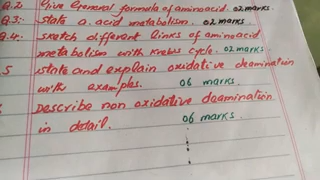 Q.2: Give General formula of aminoacid. 02 marks.
Q.3: State a. acid metabolism. 02 marks.
Q.4: Sketch different links of aminoacid
metabolism with Krebs cycle. 02 marks
5 State and explain oxidative deamination
with examples. 06 marks.
Describe non oxidative deamination
in detail. 06 marks